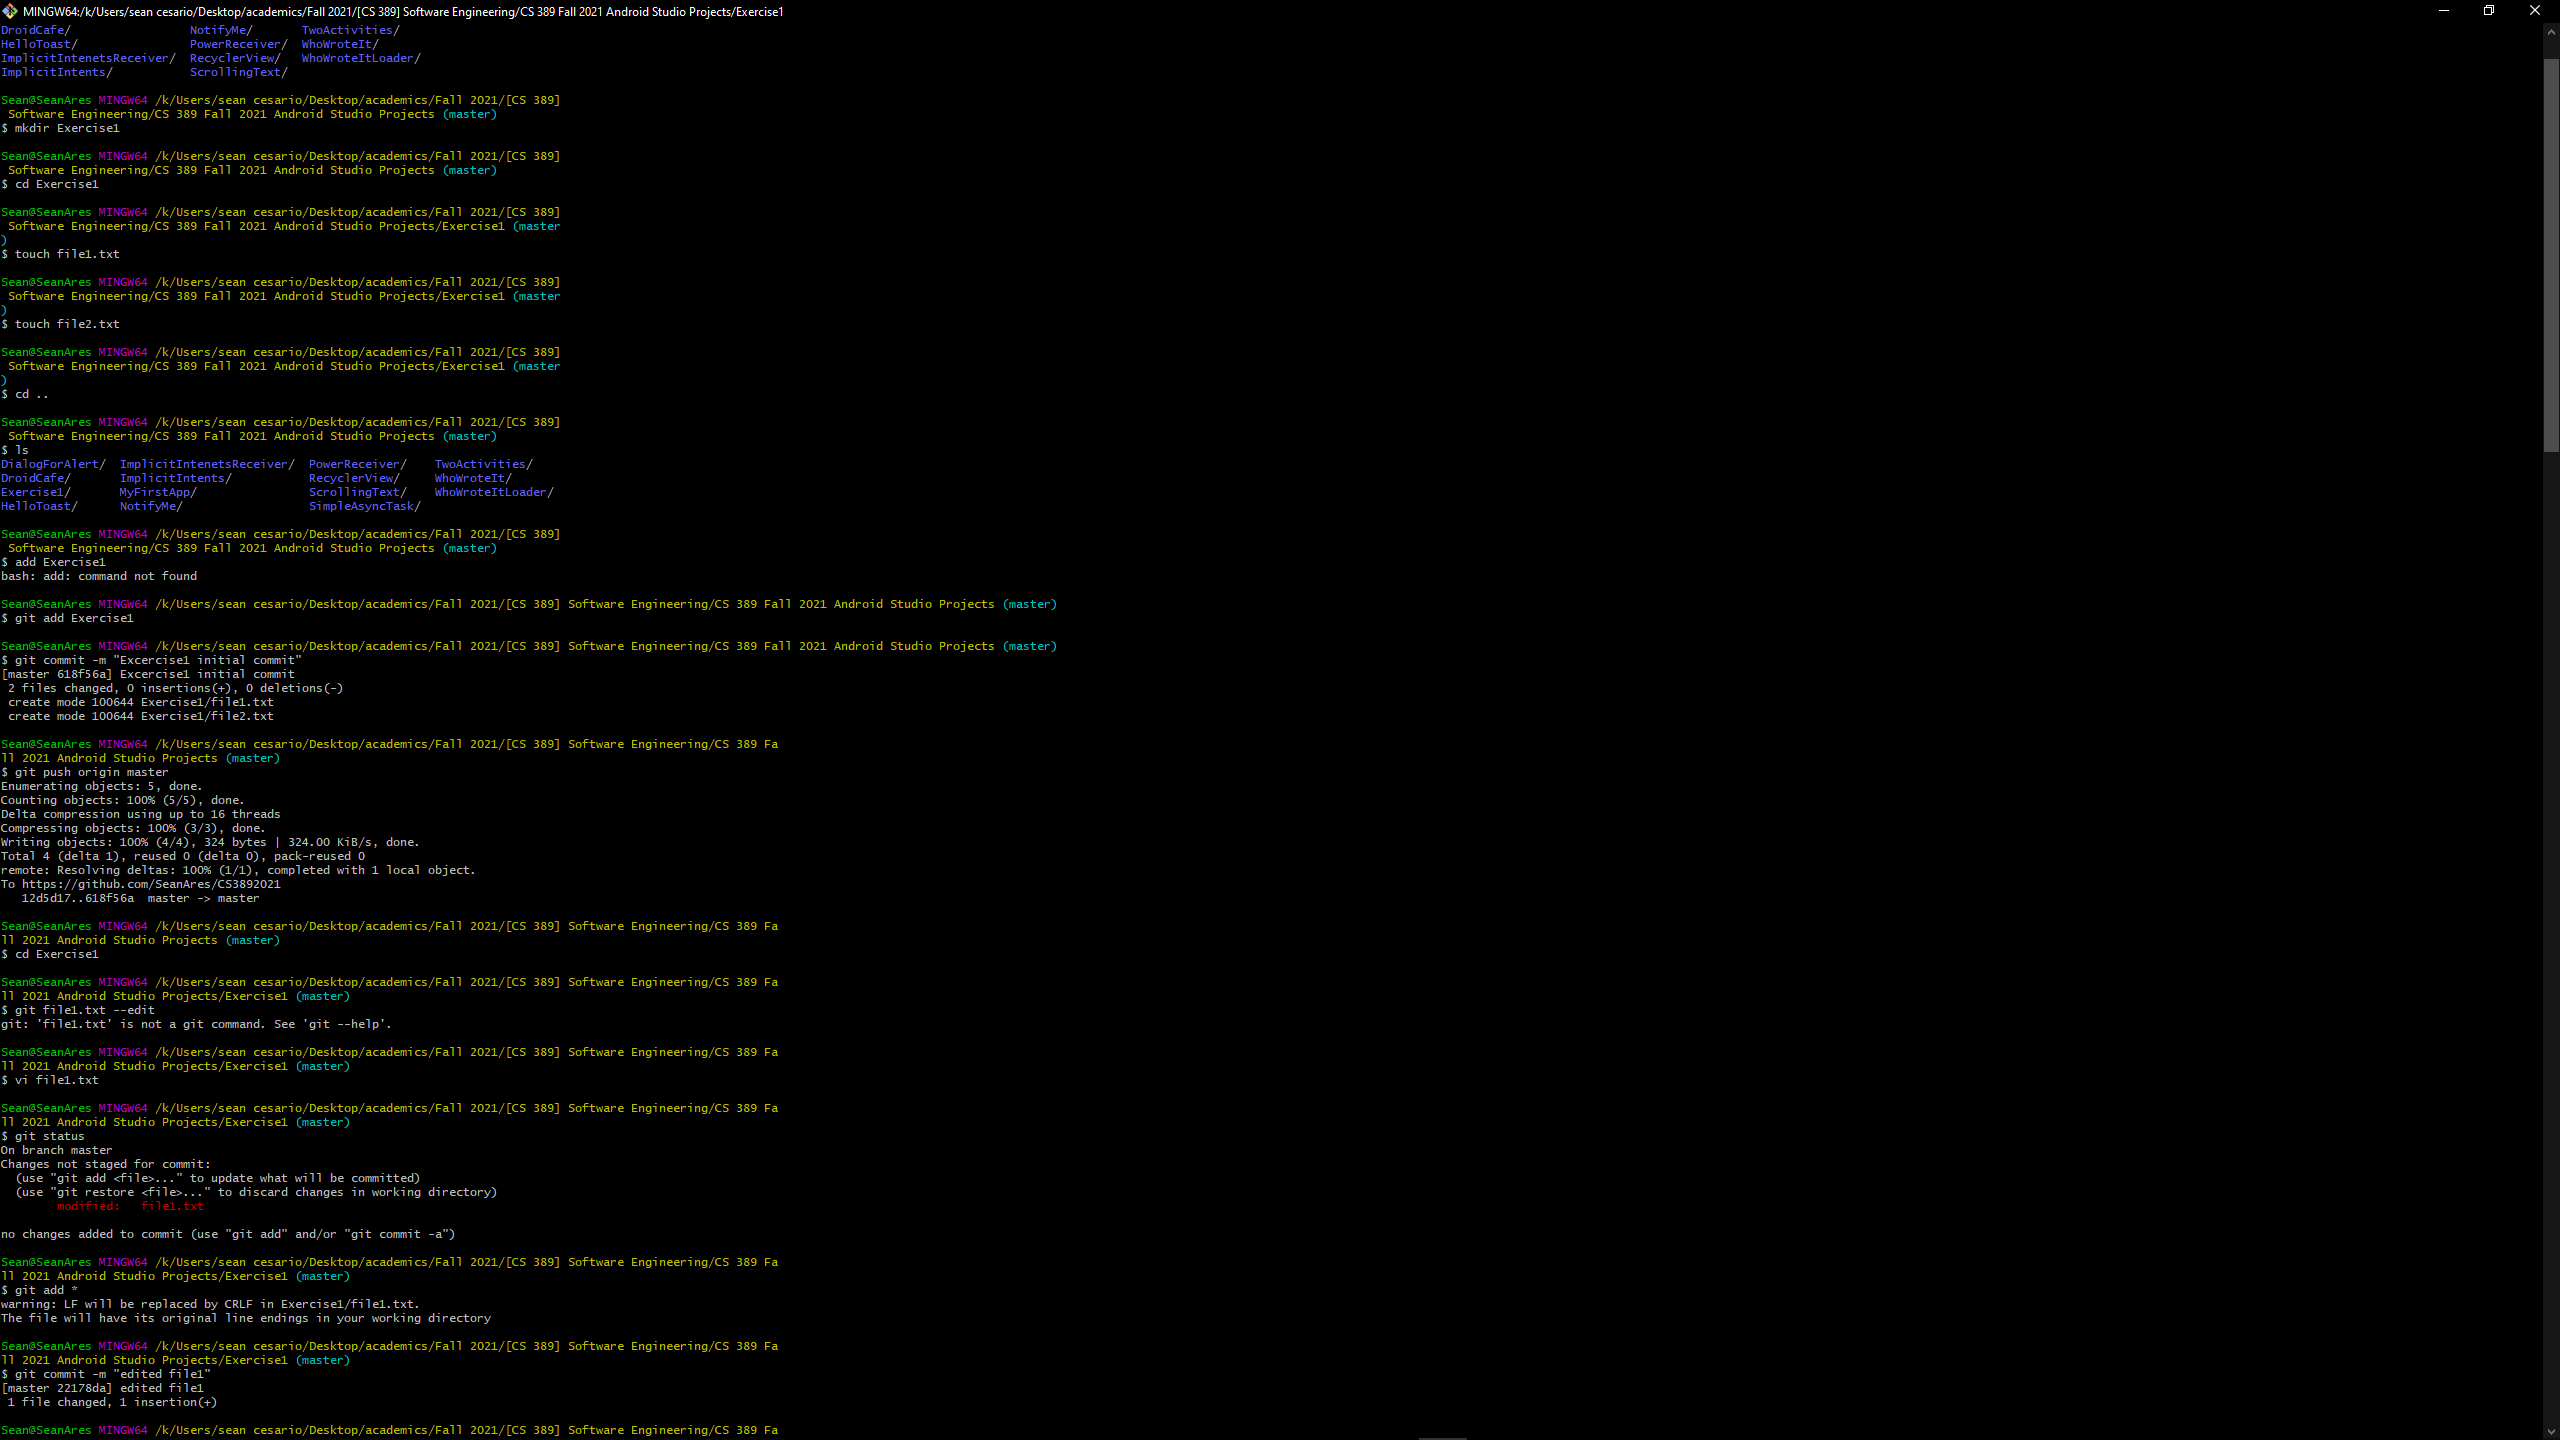 MINGW64:/k/Users/sean cesario/Desktop/academics/Fall 2021/[CS 389] Software Engineering/CS 389 Fall 2021 Android Studio Projects/Exercise1
DroidCafe/                 NotifyMe/       TwoActivities/
HelloToast/                PowerReceiver/  WhoWroteIt/
ImplicitIntenetsReceiver/  RecyclerView/   WhoWroteItLoader/
ImplicitIntents/           ScrollingText/

Sean@SeanAres MINGW64 /k/Users/sean cesario/Desktop/academics/Fall 2021/[CS 389]
 Software Engineering/CS 389 Fall 2021 Android Studio Projects (master)
$ mkdir Exercise1

Sean@SeanAres MINGW64 /k/Users/sean cesario/Desktop/academics/Fall 2021/[CS 389]
 Software Engineering/CS 389 Fall 2021 Android Studio Projects (master)
$ cd Exercise1

Sean@SeanAres MINGW64 /k/Users/sean cesario/Desktop/academics/Fall 2021/[CS 389]
 Software Engineering/CS 389 Fall 2021 Android Studio Projects/Exercise1 (master
)
$ touch file1.txt

Sean@SeanAres MINGW64 /k/Users/sean cesario/Desktop/academics/Fall 2021/[CS 389]
 Software Engineering/CS 389 Fall 2021 Android Studio Projects/Exercise1 (master
)
$ touch file2.txt

Sean@SeanAres MINGW64 /k/Users/sean cesario/Desktop/academics/Fall 2021/[CS 389]
 Software Engineering/CS 389 Fall 2021 Android Studio Projects/Exercise1 (master
)
$ cd ..

Sean@SeanAres MINGW64 /k/Users/sean cesario/Desktop/academics/Fall 2021/[CS 389]
 Software Engineering/CS 389 Fall 2021 Android Studio Projects (master)
$ ls
DialogForAlert/  ImplicitIntenetsReceiver/  PowerReceiver/    TwoActivities/
DroidCafe/       ImplicitIntents/           RecyclerView/     WhoWroteIt/
Exercise1/       MyFirstApp/                ScrollingText/    WhoWroteItLoader/
HelloToast/      NotifyMe/                  SimpleAsyncTask/

Sean@SeanAres MINGW64 /k/Users/sean cesario/Desktop/academics/Fall 2021/[CS 389]
 Software Engineering/CS 389 Fall 2021 Android Studio Projects (master)
$ add Exercise1
bash: add: command not found

Sean@SeanAres MINGW64 /k/Users/sean cesario/Desktop/academics/Fall 2021/[CS 389] Software Engineering/CS 389 Fall 2021 Android Studio Projects (master)
$ git add Exercise1

Sean@SeanAres MINGW64 /k/Users/sean cesario/Desktop/academics/Fall 2021/[CS 389] Software Engineering/CS 389 Fall 2021 Android Studio Projects (master)
$ git commit -m "Excercise1 initial commit"
[master 618f56a] Excercise1 initial commit
 2 files changed, 0 insertions(+), 0 deletions(-)
 create mode 100644 Exercise1/file1.txt
 create mode 100644 Exercise1/file2.txt

Sean@SeanAres MINGW64 /k/Users/sean cesario/Desktop/academics/Fall 2021/[CS 389] Software Engineering/CS 389 Fa
ll 2021 Android Studio Projects (master)
$ git push origin master
Enumerating objects: 5, done.
Counting objects: 100% (5/5), done.
Delta compression using up to 16 threads
Compressing objects: 100% (3/3), done.
Writing objects: 100% (4/4), 324 bytes | 324.00 KiB/s, done.
Total 4 (delta 1), reused 0 (delta 0), pack-reused 0
remote: Resolving deltas: 100% (1/1), completed with 1 local object.
To https://github.com/SeanAres/CS3892021
   12d5d17..618f56a  master -> master

Sean@SeanAres MINGW64 /k/Users/sean cesario/Desktop/academics/Fall 2021/[CS 389] Software Engineering/CS 389 Fa
ll 2021 Android Studio Projects (master)
$ cd Exercise1

Sean@SeanAres MINGW64 /k/Users/sean cesario/Desktop/academics/Fall 2021/[CS 389] Software Engineering/CS 389 Fa
ll 2021 Android Studio Projects/Exercise1 (master)
$ git file1.txt --edit
git: 'file1.txt' is not a git command. See 'git --help'.

Sean@SeanAres MINGW64 /k/Users/sean cesario/Desktop/academics/Fall 2021/[CS 389] Software Engineering/CS 389 Fa
ll 2021 Android Studio Projects/Exercise1 (master)
$ vi file1.txt

Sean@SeanAres MINGW64 /k/Users/sean cesario/Desktop/academics/Fall 2021/[CS 389] Software Engineering/CS 389 Fa
ll 2021 Android Studio Projects/Exercise1 (master)
$ git status
On branch master
Changes not staged for commit:
  (use "git add <file>..." to update what will be committed)
  (use "git restore <file>..." to discard changes in working directory)
        modified:   file1.txt

no changes added to commit (use "git add" and/or "git commit -a")

Sean@SeanAres MINGW64 /k/Users/sean cesario/Desktop/academics/Fall 2021/[CS 389] Software Engineering/CS 389 Fa
ll 2021 Android Studio Projects/Exercise1 (master)
$ git add *
warning: LF will be replaced by CRLF in Exercise1/file1.txt.
The file will have its original line endings in your working directory

Sean@SeanAres MINGW64 /k/Users/sean cesario/Desktop/academics/Fall 2021/[CS 389] Software Engineering/CS 389 Fa
ll 2021 Android Studio Projects/Exercise1 (master)
$ git commit -m "edited file1"
[master 22178da] edited file1
 1 file changed, 1 insertion(+)

Sean@SeanAres MINGW64 /k/Users/sean cesario/Desktop/academics/Fall 2021/[CS 389] Software Engineering/CS 389 Fa